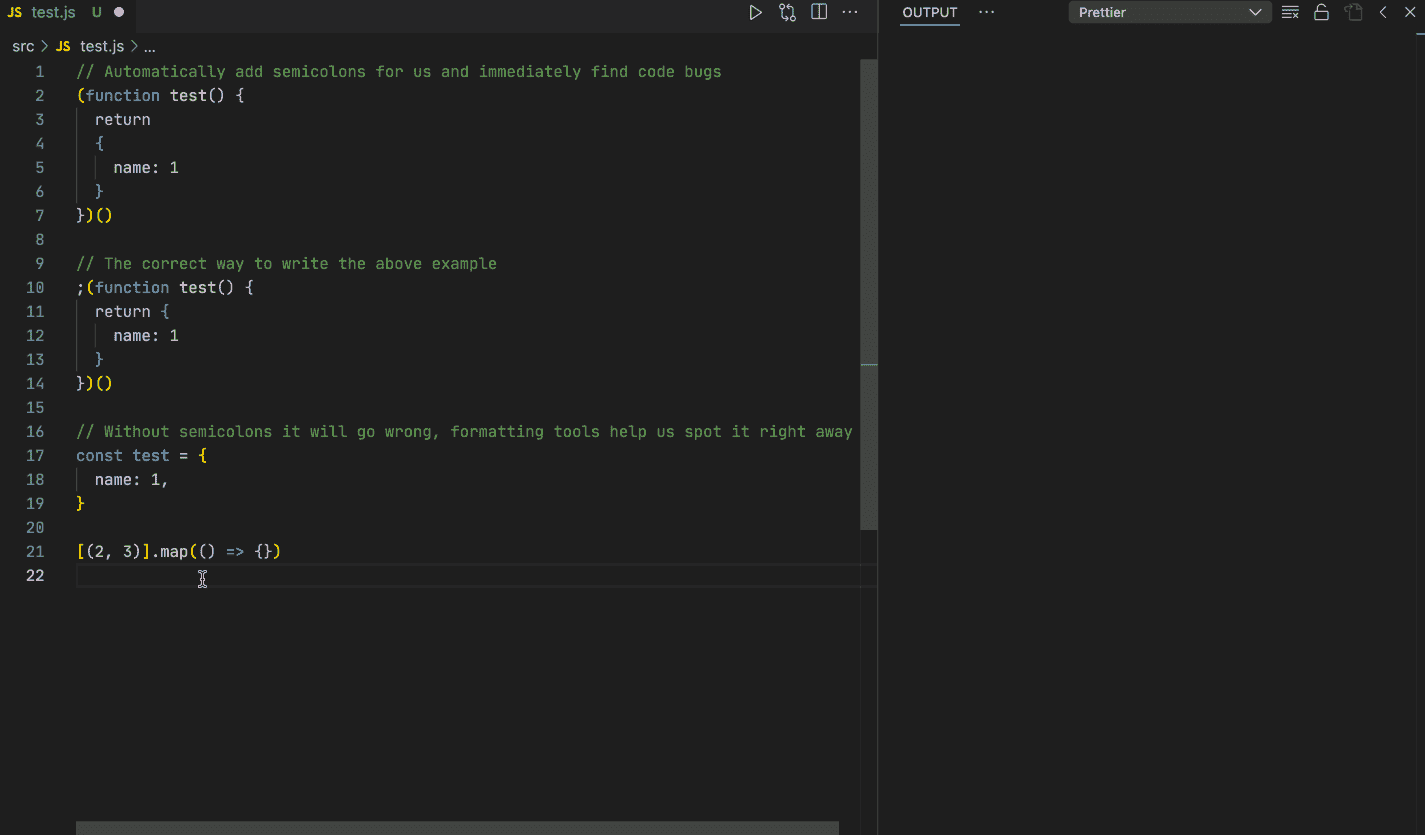 JS test.js U
OUTPUT
Prettier
src > JS test.js > ...
1 // Automatically add semicolons for us and immediately find code bugs
2 (function test() {
3   return
4   {
5     name: 1
6   }
7 })()
8
9 // The correct way to write the above example
10 ;(function test() {
11   return {
12     name: 1
13   }
14 })()
15
16 // Without semicolons it will go wrong, formatting tools help us spot it right away
17 const test = {
18   name: 1,
19 }
20
21 [(2, 3)].map(() => {})
22